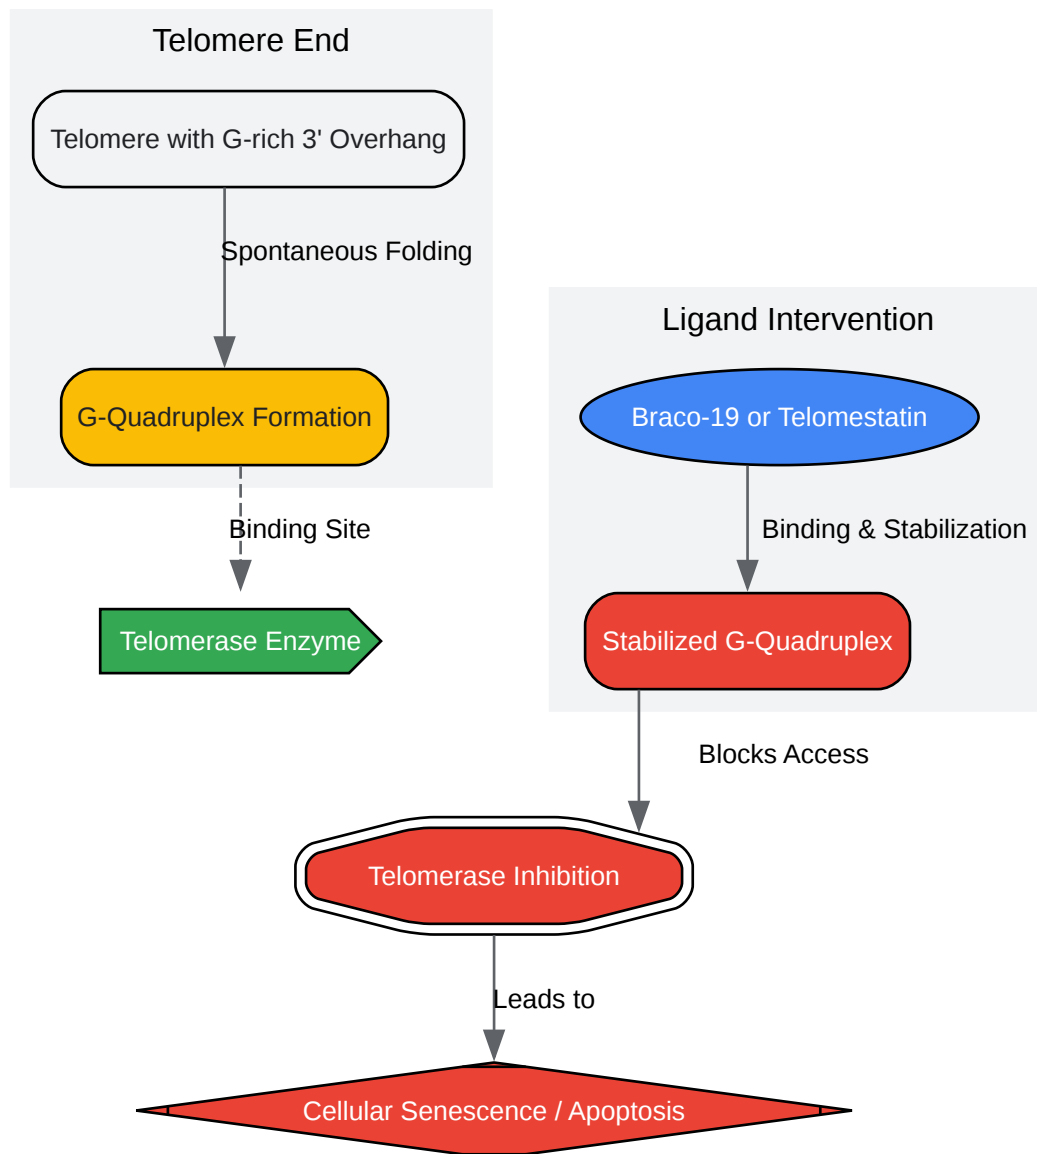 Telomere End
Telomere with G-rich 3' Overhang
Spontaneous Folding
G-Quadruplex Formation
Binding Site
Telomerase Enzyme
Ligand Intervention
Braco-19 or Telomestatin
Binding & Stabilization
Stabilized G-Quadruplex
Blocks Access
Telomerase Inhibition
Leads to
Cellular Senescence / Apoptosis